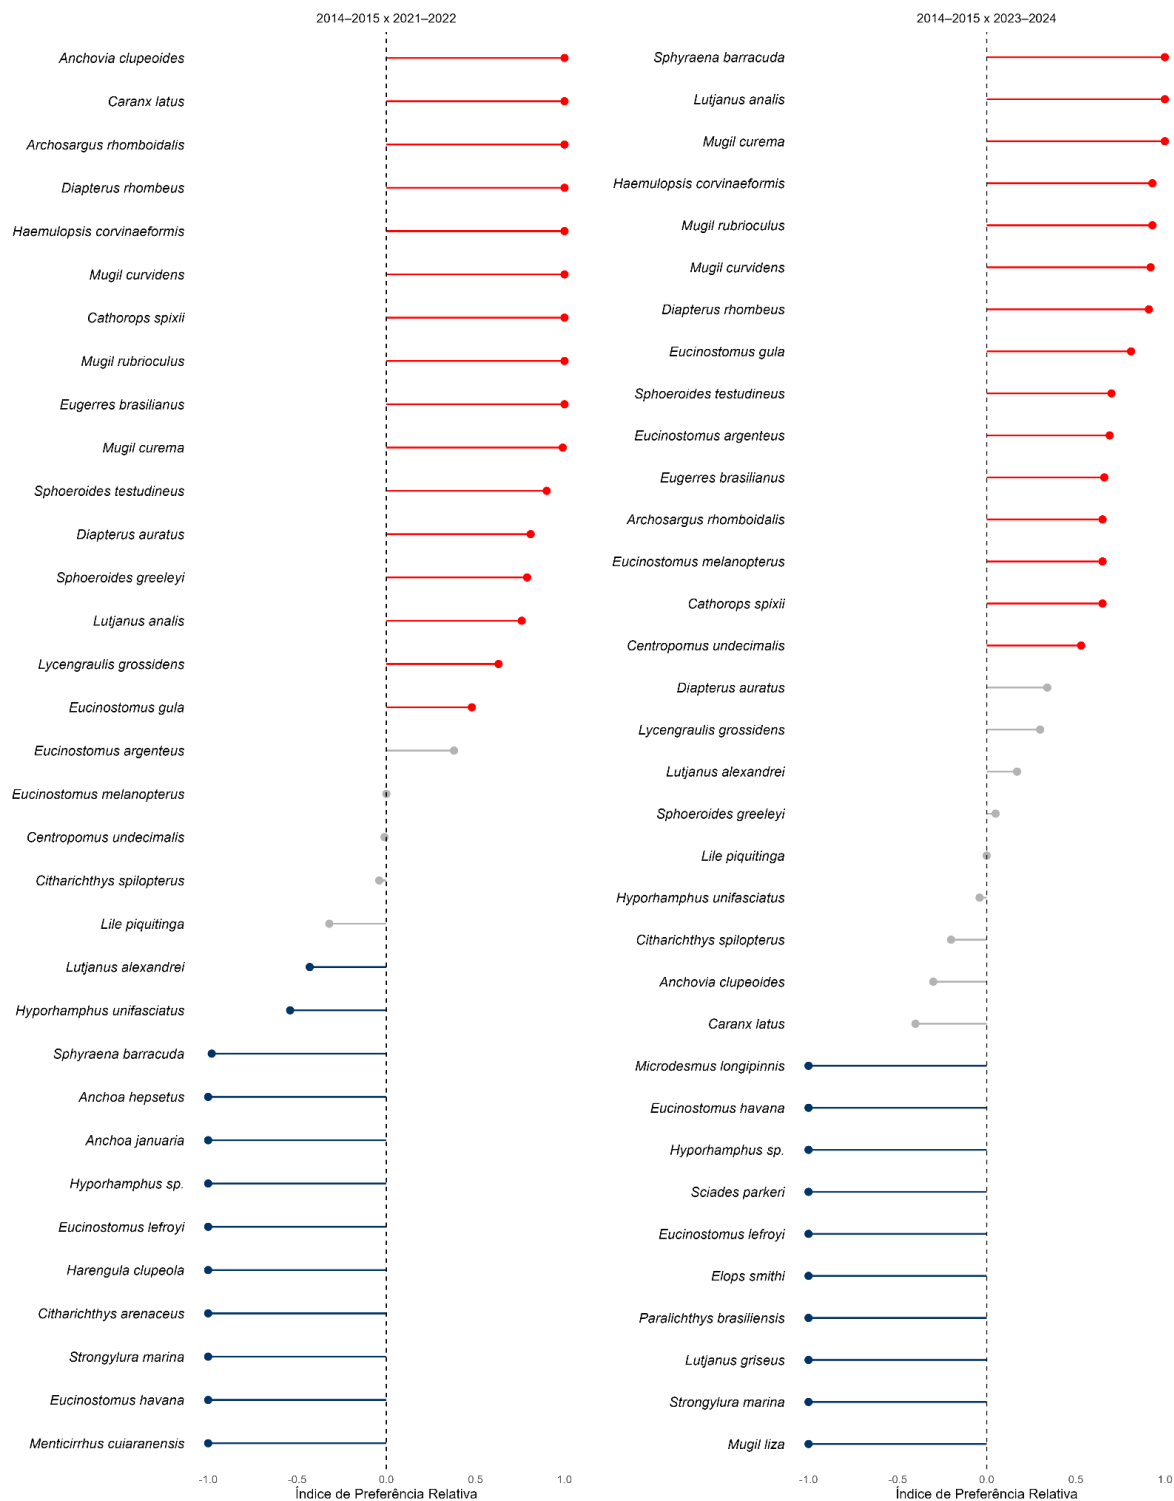 2014–2015 x 2021–2022
Anchovia clupeoides
Caranx latus
Archosargus rhomboidalis
Diapterus rhombeus
Haemulopsis corvinaeformis
Mugil curvidens
Cathorops spixii
Mugil rubrioculus
Eugerres brasilianus
Mugil curema
Sphoeroides testudineus
Diapterus auratus
Sphoeroides greeleyi
Lutjanus analis
Lycengraulis grossidens
Eucinostomus gula
Eucinostomus argenteus
Eucinostomus melanopterus
Centropomus undecimalis
Citharichthys spilopterus
Lile piquitinga
Lutjanus alexandrei
Hyporhamphus unifasciatus
Sphyraena barracuda
Anchoa hepsetus
Anchoa januaria
Hyporhamphus sp.
Eucinostomus lefroyi
Harengula clupeola
Citharichthys arenaceus
Strongylura marina
Eucinostomus havana
Menticirrhus cuiaranensis
-1.0 -0.5 0.0 0.5 1.0
Índice de Preferência Relativa
2014–2015 x 2023–2024
Sphyraena barracuda
Lutjanus analis
Mugil curema
Haemulopsis corvinaeformis
Mugil rubrioculus
Mugil curvidens
Diapterus rhombeus
Eucinostomus gula
Sphoeroides testudineus
Eucinostomus argenteus
Eugerres brasilianus
Archosargus rhomboidalis
Eucinostomus melanopterus
Cathorops spixii
Centropomus undecimalis
Diapterus auratus
Lycengraulis grossidens
Lutjanus alexandrei
Sphoeroides greeleyi
Lile piquitinga
Hyporhamphus unifasciatus
Citharichthys spilopterus
Anchovia clupeoides
Caranx latus
Microdesmus longipinnis
Eucinostomus havana
Hyporhamphus sp.
Sciades parkeri
Eucinostomus lefroyi
Elops smithi
Paralichthys brasiliensis
Lutjanus griseus
Strongylura marina
Mugil liza
-1.0 -0.5 0.0 0.5 1.0
Índice de Preferência Relativa